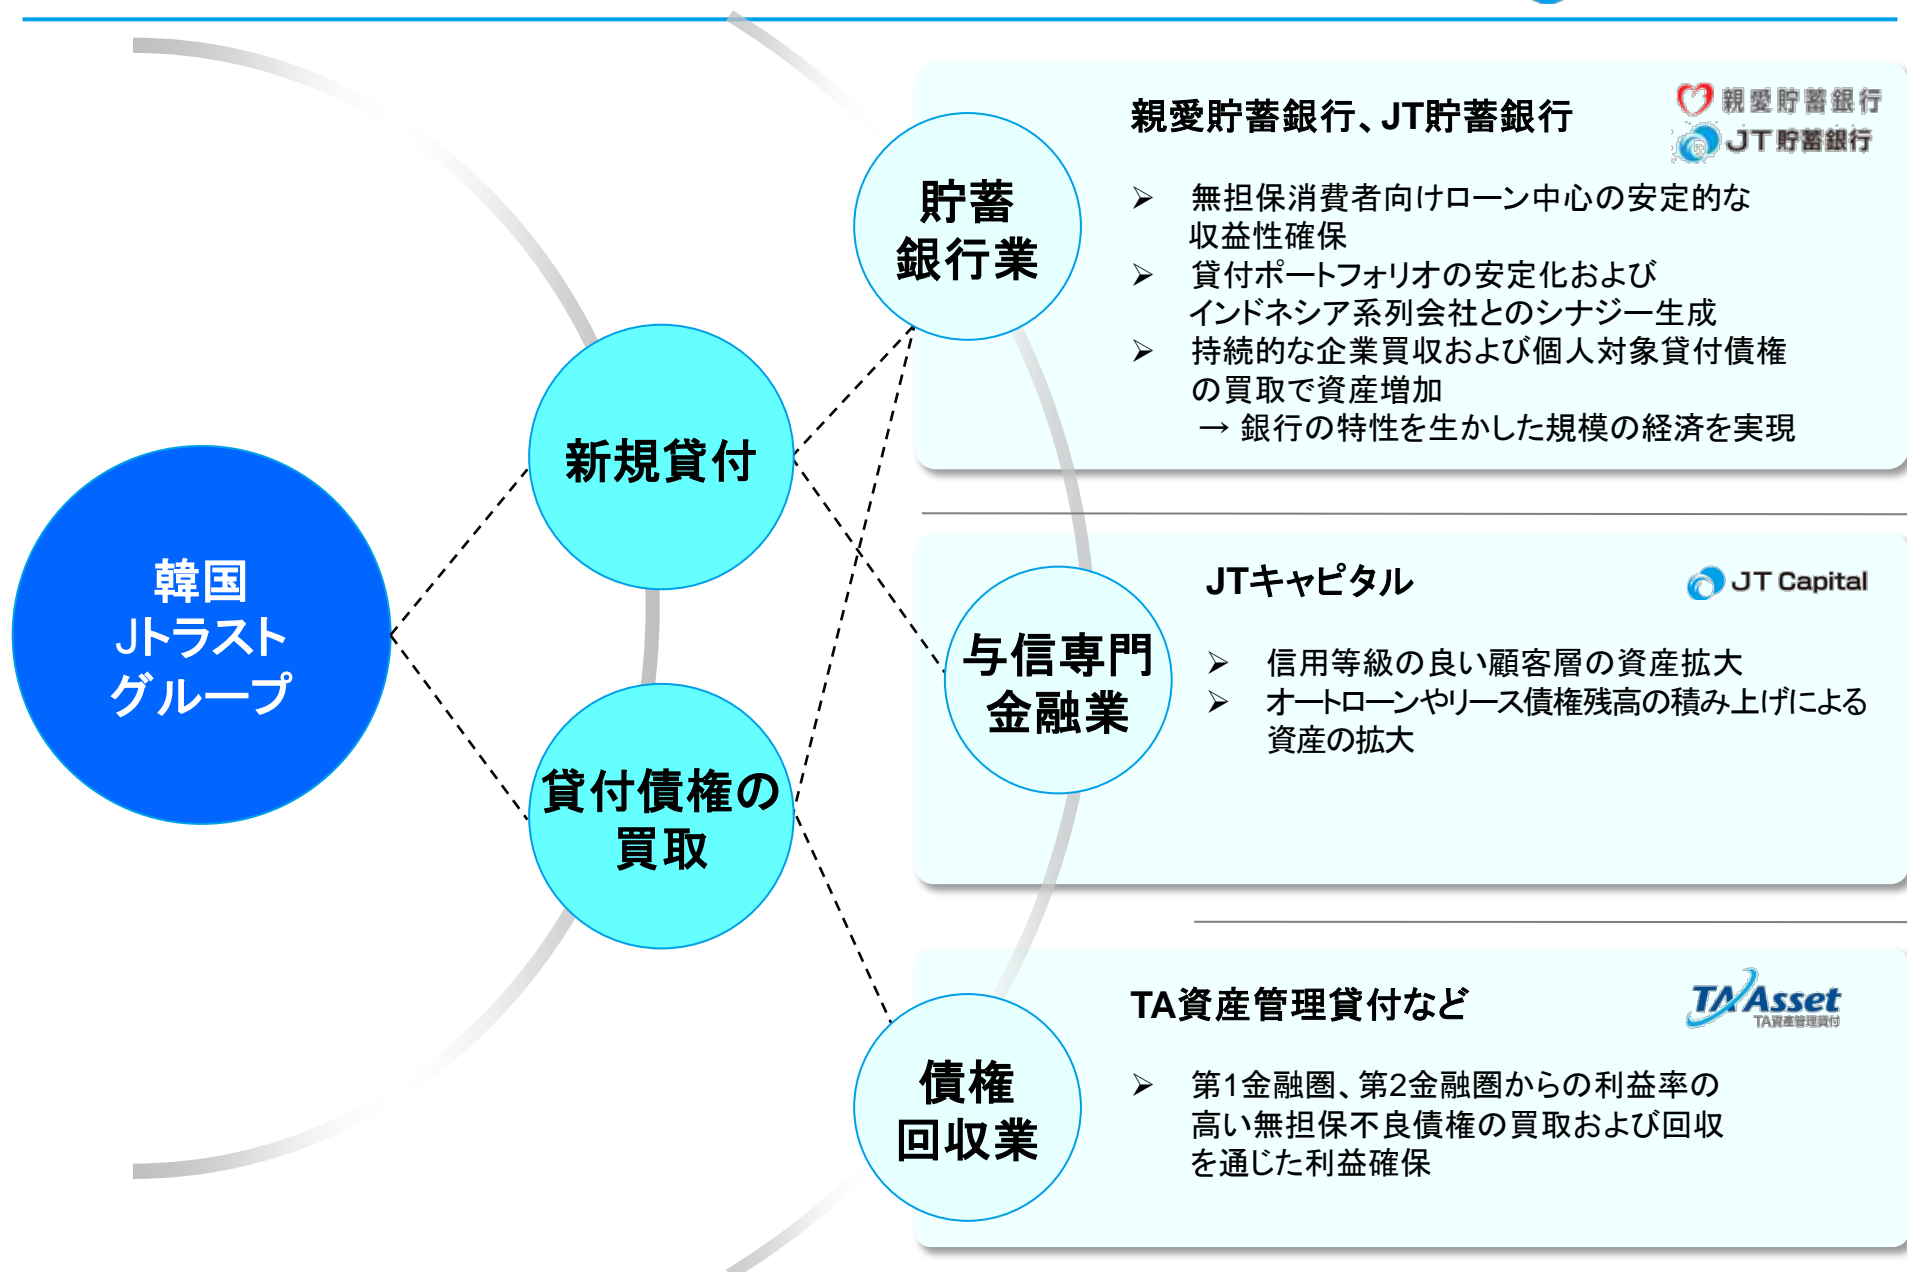 韓国
Jトラスト
グループ
新規貸付
貸付債権の
買取
貯蓄
銀行業
親愛貯蓄銀行、JT貯蓄銀行
親愛貯蓄銀行
JT貯蓄銀行
➢ 無担保消費者向けローン中心の安定的な
収益性確保
➢ 貸付ポートフォリオの安定化および
インドネシア系列会社とのシナジー生成
➢ 持続的な企業買収および個人対象貸付債権
の買取で資産増加
→ 銀行の特性を生かした規模の経済を実現
与信専門
金融業
JTキャピタル
JT Capital
➢ 信用等級の良い顧客層の資産拡大
➢ オートローンやリース債権残高の積み上げによる
資産の拡大
債権
回収業
TA資産管理貸付など
TA Asset
TA資産管理貸付
➢ 第1金融圏、第2金融圏からの利益率の
高い無担保不良債権の買取および回収
を通じた利益確保